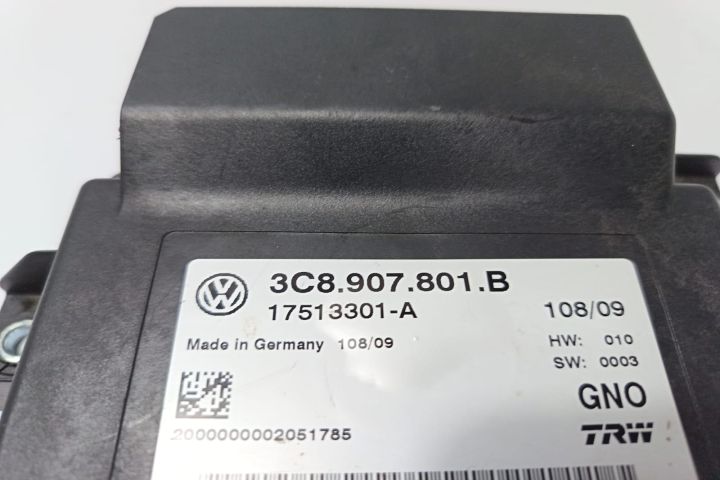 3C8.907.801.B
17513301-A 108/09
Made in Germany 108/09 HW: 010
SW: 0003
GNO
2000000002051785 TRW